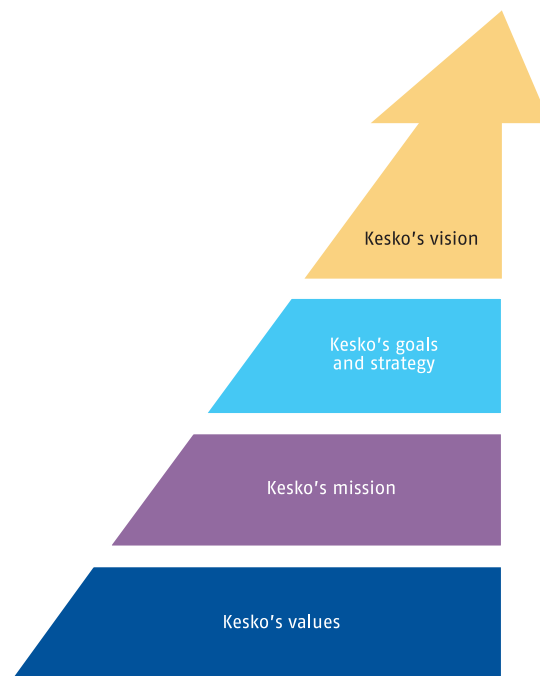 Kesko's vision
Kesko's goals
and strategy
Kesko's mission
Kesko's values